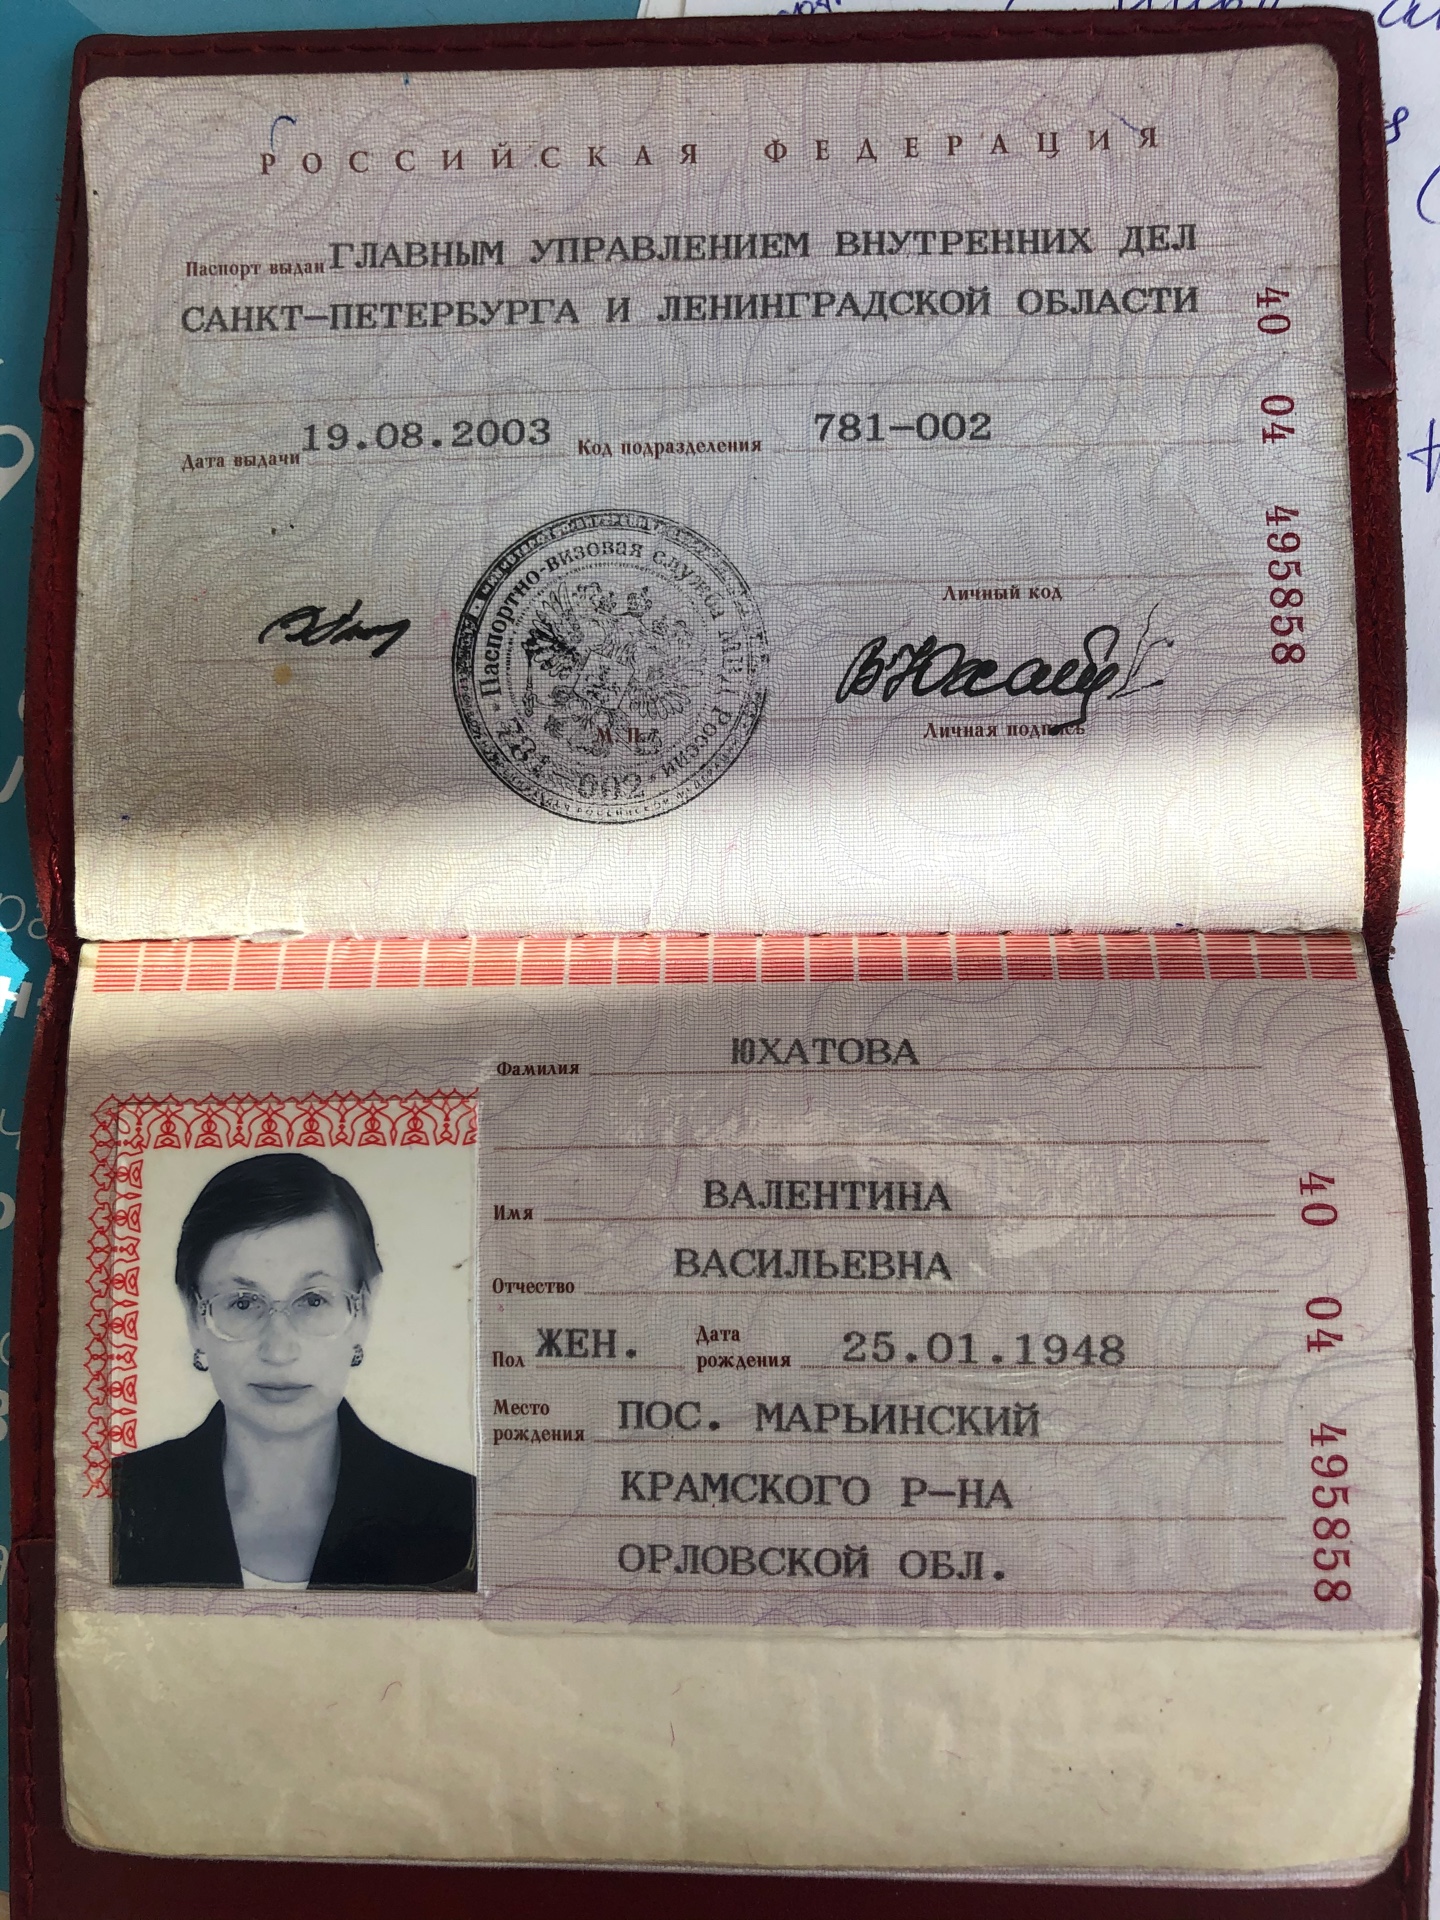 РОССИЙСКАЯ ФЕДЕРАЦИЯ
Паспорт выдан ГЛАВНЫМ УПРАВЛЕНИЕМ ВНУТРЕННИХ ДЕЛ
САНКТ-ПЕТЕРБУРГА И ЛЕНИНГРАДСКОЙ ОБЛАСТИ
Дата выдачи 19.08.2003 Код подразделения 781-002
40 04 495858
Паспортно-визовая служба МВД России
781-002
М. П.
Личный код
Личная подпись
Фамилия ЮХАТОВА
Имя ВАЛЕНТИНА
Отчество ВАСИЛЬЕВНА
Пол ЖЕН. Дата рождения 25.01.1948
Место рождения ПОС. МАРЬИНСКИЙ
КРАМСКОГО Р-НА
ОРЛОВСКОЙ ОБЛ.
40 04 495858